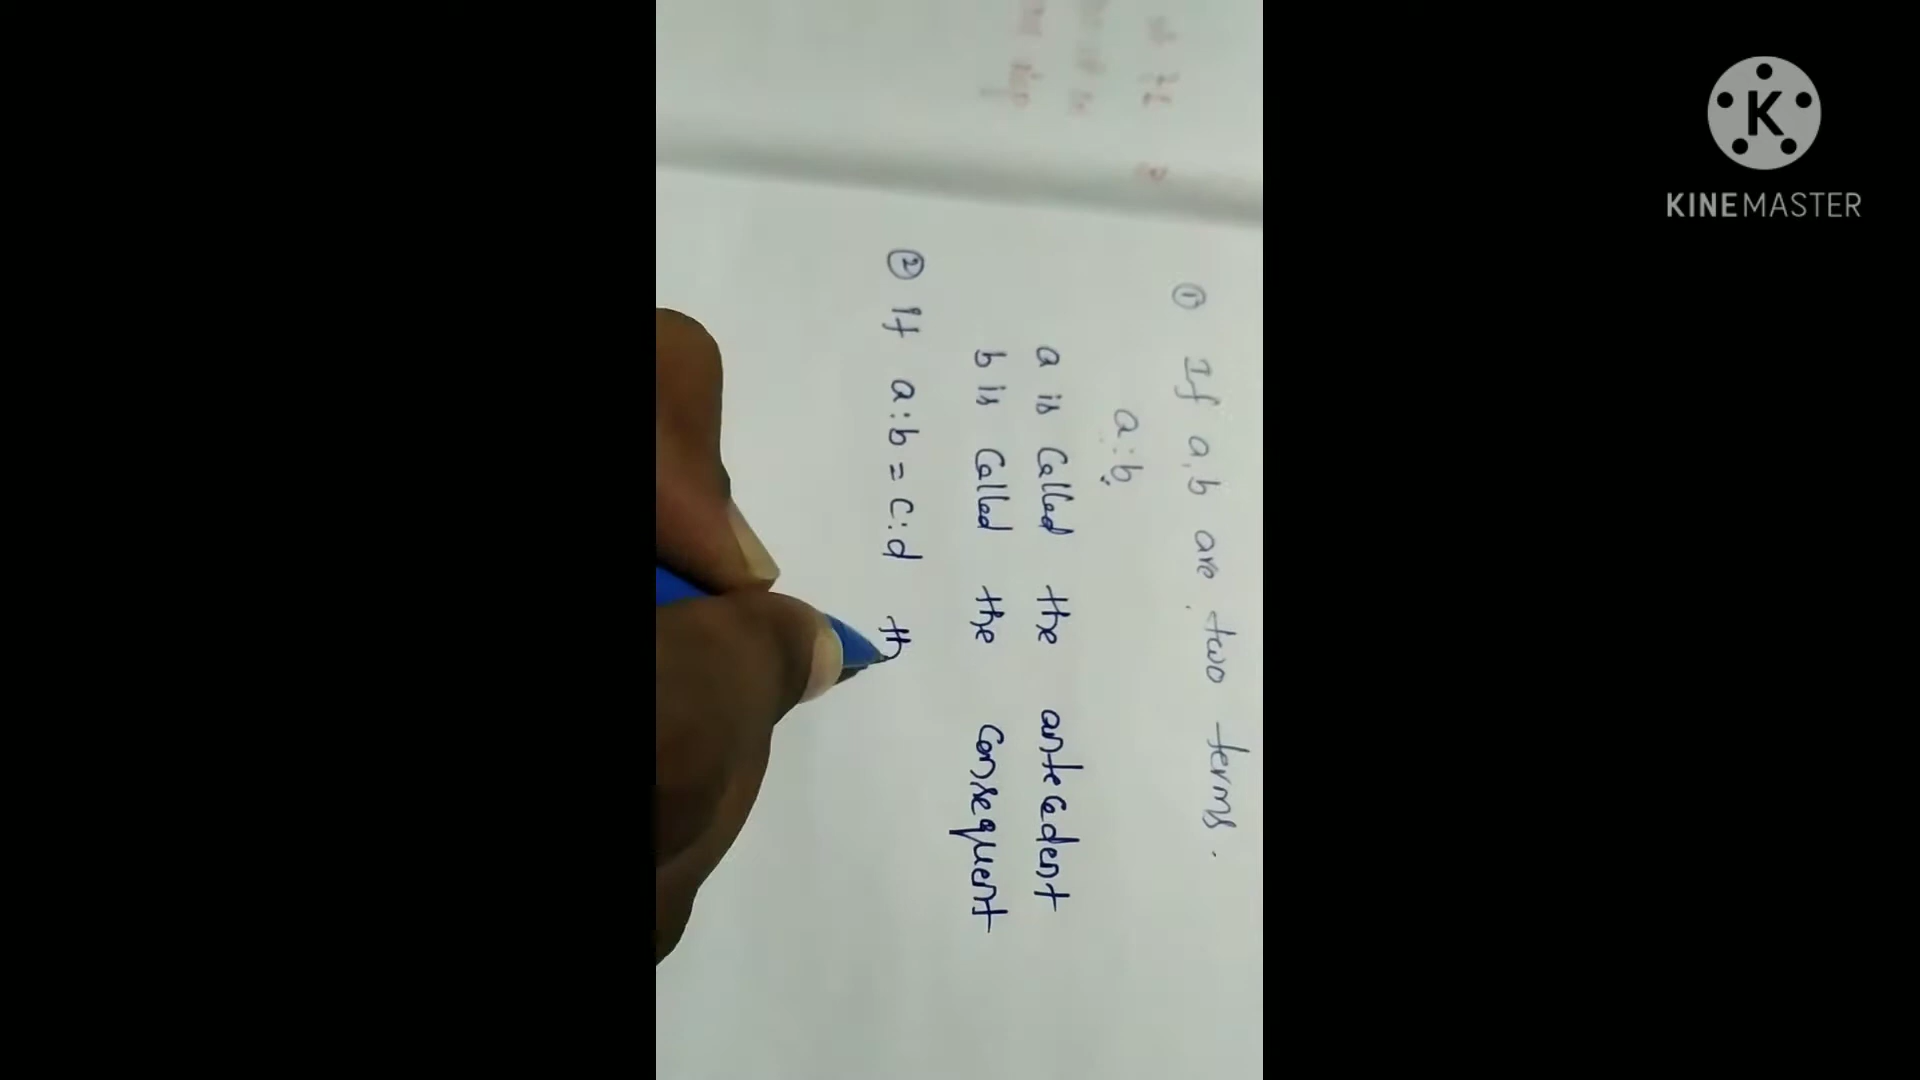 ① If a, b are two terms.
a:b
a is called the antecedent
b is called the consequent
② If a:b = c:d th
KINEMASTER